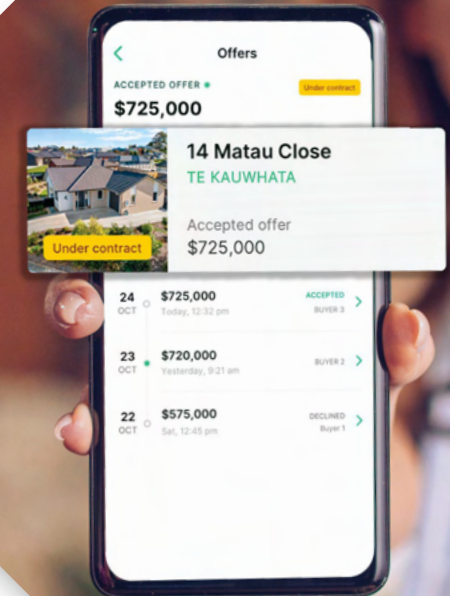 Offers
ACCEPTED OFFER
Under contract
$725,000
14 Matau Close
TE KAUWHATA
Under contract
Accepted offer
$725,000
24 OCT
$725,000
Today, 12:32 pm
ACCEPTED
BUYER 3
23 OCT
$720,000
Yesterday, 9:21 am
BUYER 2
22 OCT
$575,000
Sat, 12:45 pm
DECLINED
Buyer 1